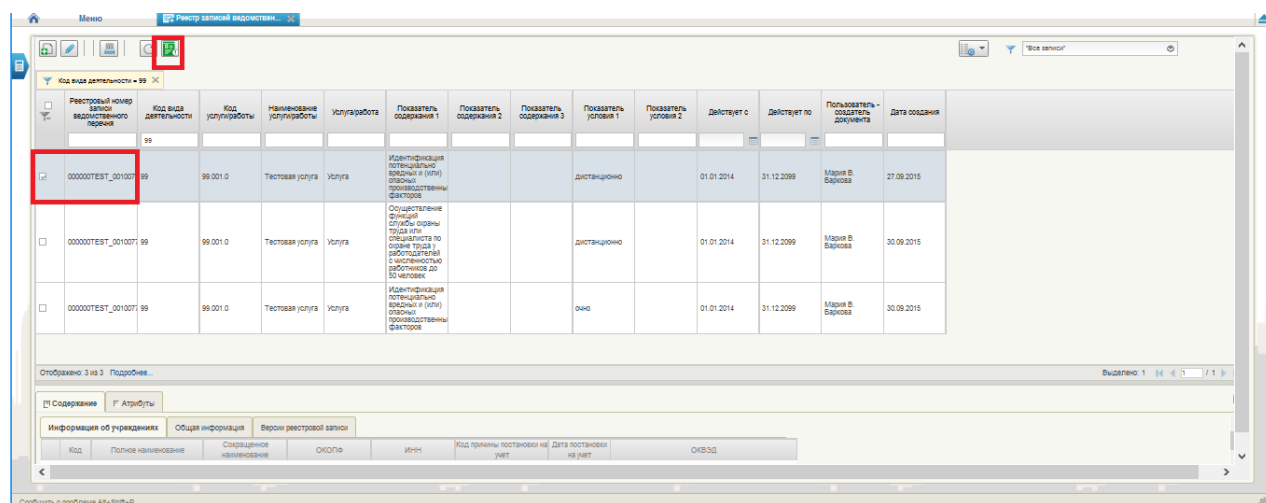 Меню
Реестр записей ведомствен...
"Все записи"
Код вида деятельности = 99
Реестровый номер записи ведомственного перечня
Код вида деятельности
Код услуги/работы
Наименование услуги/работы
Услуга/работа
Показатель содержания 1
Показатель содержания 2
Показатель содержания 3
Показатель условия 1
Показатель условия 2
Действует с
Действует по
Пользователь - создатель документа
Дата создания
99
000000TEST_001007 99 99.001.0 Тестовая услуга Услуга Идентификация потенциально вредных и (или) опасных производственны факторов дистанционно 01.01.2014 31.12.2099 Мария В. Баркова 27.09.2015
000000TEST_001007 99 99.001.0 Тестовая услуга Услуга Осуществление функций службы охраны труда или специалиста по охране труда у работодателей с численностью работников до 50 человек дистанционно 01.01.2014 31.12.2099 Мария В. Баркова 30.09.2015
000000TEST_001007 99 99.001.0 Тестовая услуга Услуга Идентификация потенциально вредных и (или) опасных производственны факторов очно 01.01.2014 31.12.2099 Мария В. Баркова 30.09.2015
Отображено: 3 из 3 Подробнее...
Выделено: 1
1 / 1
Содержание Атрибуты
Информация об учреждениях Общая информация Версии реестровой записи
Код Полное наименование Сокращенное наименование ОКОПФ ИНН Код причины постановки на учет Дата постановки на учет ОКВЭД
Сообщить о проблеме Alt+Shift+R